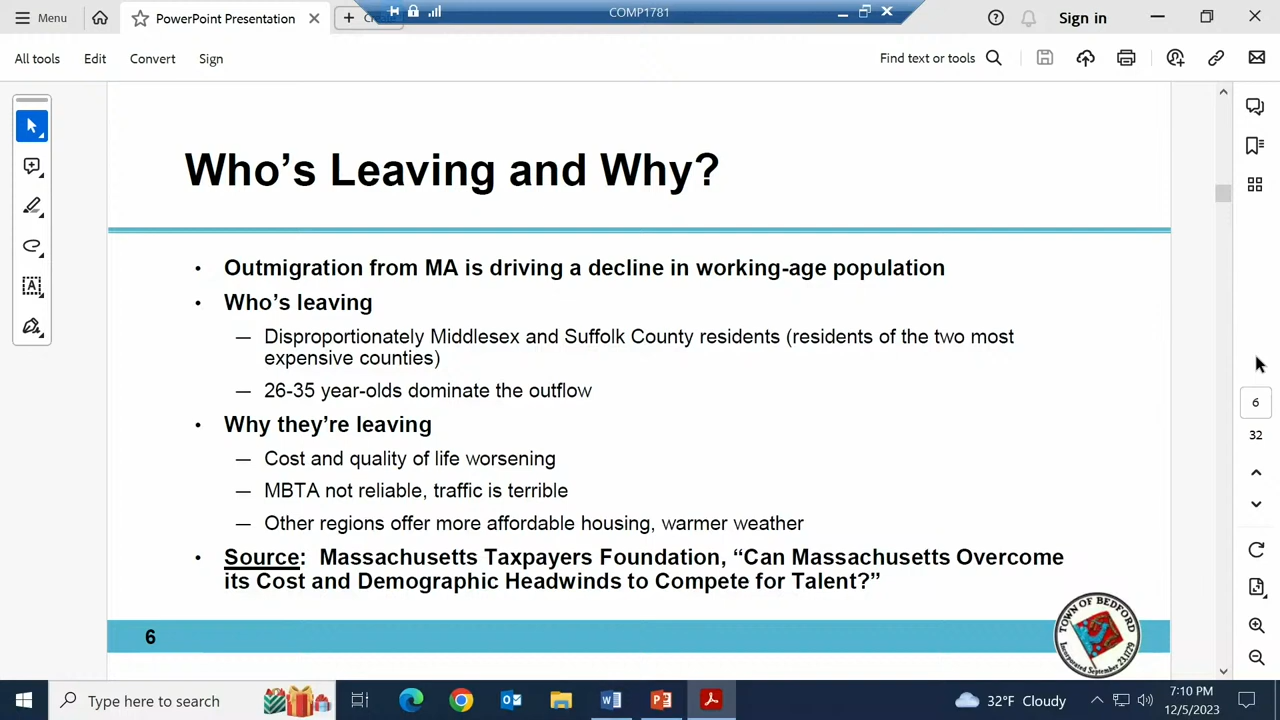 Menu
PowerPoint Presentation
COMP1781
Sign in
All tools
Edit
Convert
Sign
Find text or tools
Who’s Leaving and Why?
• Outmigration from MA is driving a decline in working-age population
• Who’s leaving
— Disproportionately Middlesex and Suffolk County residents (residents of the two most
expensive counties)
— 26-35 year-olds dominate the outflow
• Why they’re leaving
— Cost and quality of life worsening
— MBTA not reliable, traffic is terrible
— Other regions offer more affordable housing, warmer weather
• Source: Massachusetts Taxpayers Foundation, “Can Massachusetts Overcome
its Cost and Demographic Headwinds to Compete for Talent?”
6
TOWN OF BEDFORD
6
32
Type here to search
32°F Cloudy
7:10 PM
12/5/2023